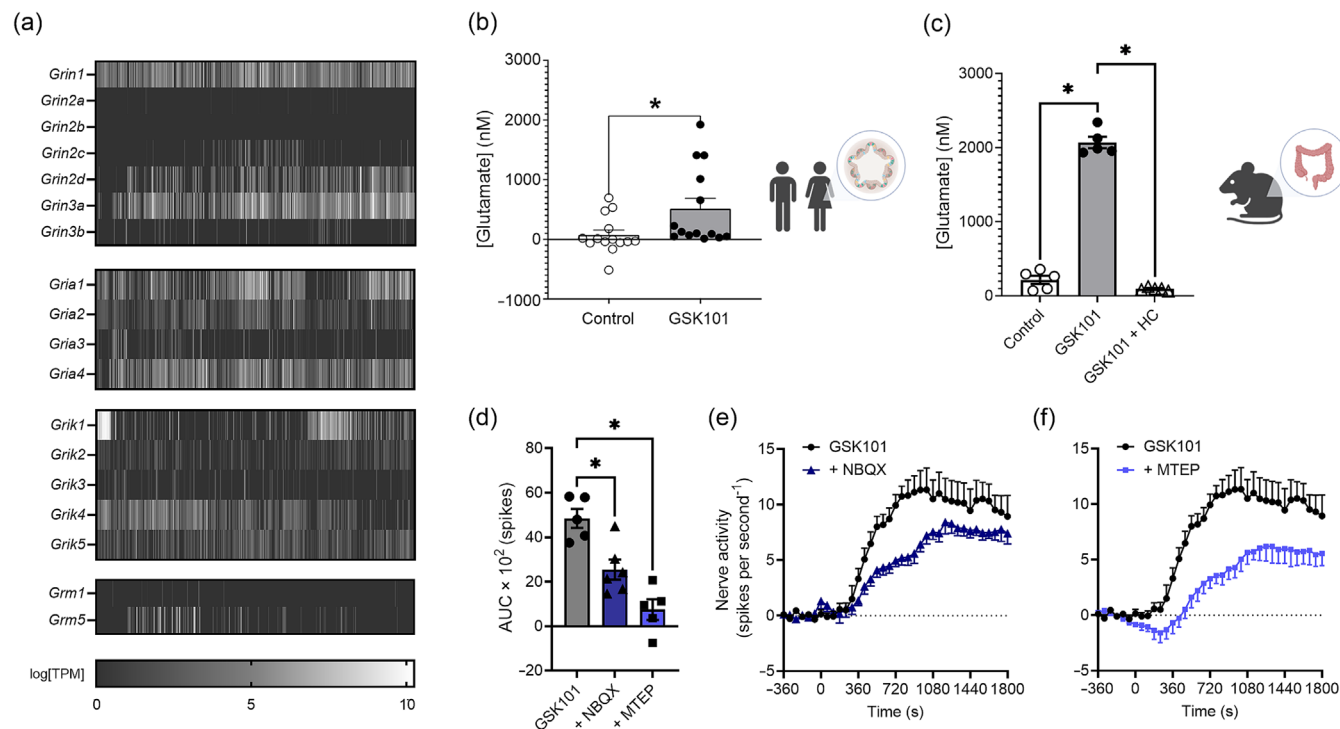 (a)
Grin1
Grin2a
Grin2b
Grin2c
Grin2d
Grin3a
Grin3b
Gria1
Gria2
Gria3
Gria4
Grik1
Grik2
Grik3
Grik4
Grik5
Grm1
Grm5
log[TPM]
0
10
(b)
[Glutamate] (nM)
3000
2000
1000
0
−1000
*
Control
GSK101
(c)
[Glutamate] (nM)
3000
2000
1000
0
*
*
Control
GSK101
GSK101 + HC
(d)
AUC × 10² (spikes)
80
60
40
20
0
−20
*
*
GSK101
+ NBQX
+ MTEP
(e)
GSK101
+ NBQX
Nerve activity
(spikes per second⁻¹)
15
10
5
0
−5
−360
0
360
720
1080
1440
1800
Time (s)
(f)
GSK101
+ MTEP
15
10
5
0
−5
−360
0
360
720
1080
1440
1800
Time (s)